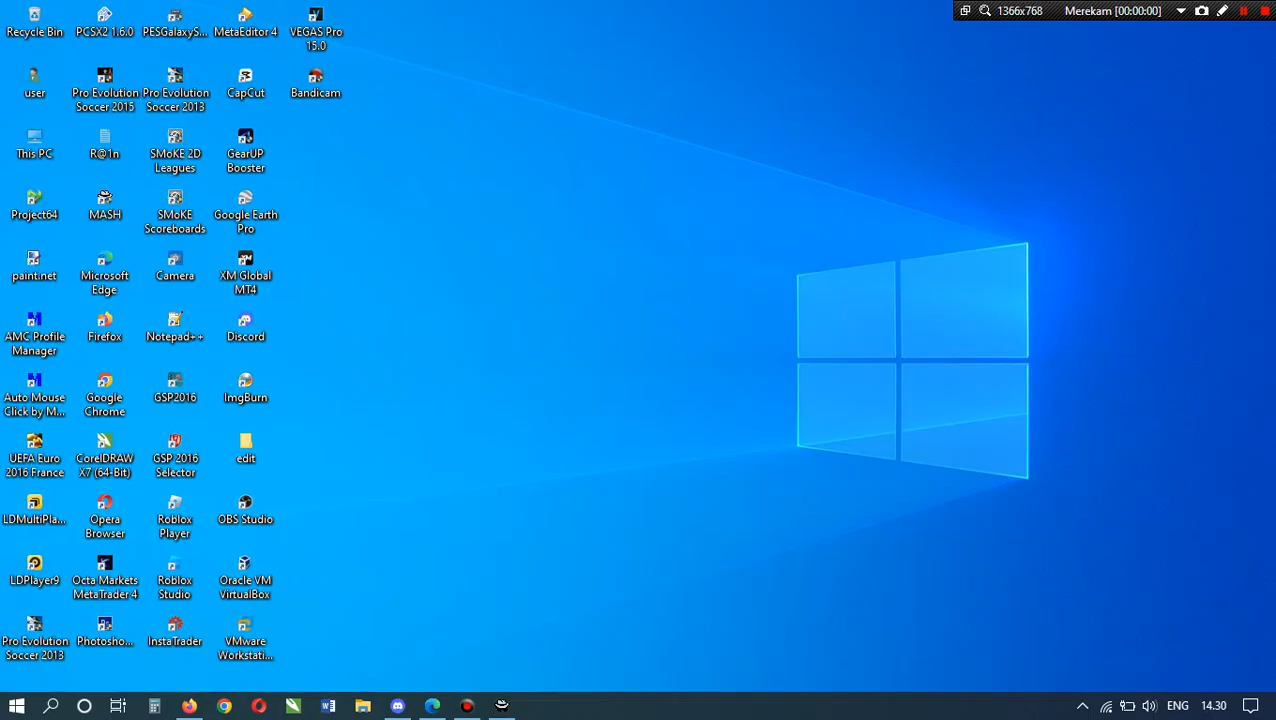 1366x768 Merekam [00:00:00]
Recycle Bin
PCSX2 1.6.0
PESGalaxyS...
MetaEditor 4
VEGAS Pro
15.0
user
Pro Evolution
Soccer 2015
Pro Evolution
Soccer 2013
CapCut
Bandicam
This PC
R@1n
SMoKE 2D
Leagues
GearUP
Booster
Project64
MASH
SMoKE
Scoreboards
Google Earth
Pro
paint.net
Microsoft
Edge
Camera
XM Global
MT4
AMC Profile
Manager
Firefox
Notepad++
Discord
Auto Mouse
Click by M...
Google
Chrome
GSP2016
ImgBurn
UEFA Euro
2016 France
CorelDRAW
X7 (64-Bit)
GSP 2016
Selector
edit
LDMultiPla...
Opera
Browser
Roblox
Player
OBS Studio
LDPlayer9
Octa Markets
MetaTrader 4
Roblox
Studio
Oracle VM
VirtualBox
Pro Evolution
Soccer 2013
Photosho...
InstaTrader
VMware
Workstati...
ENG 14.30